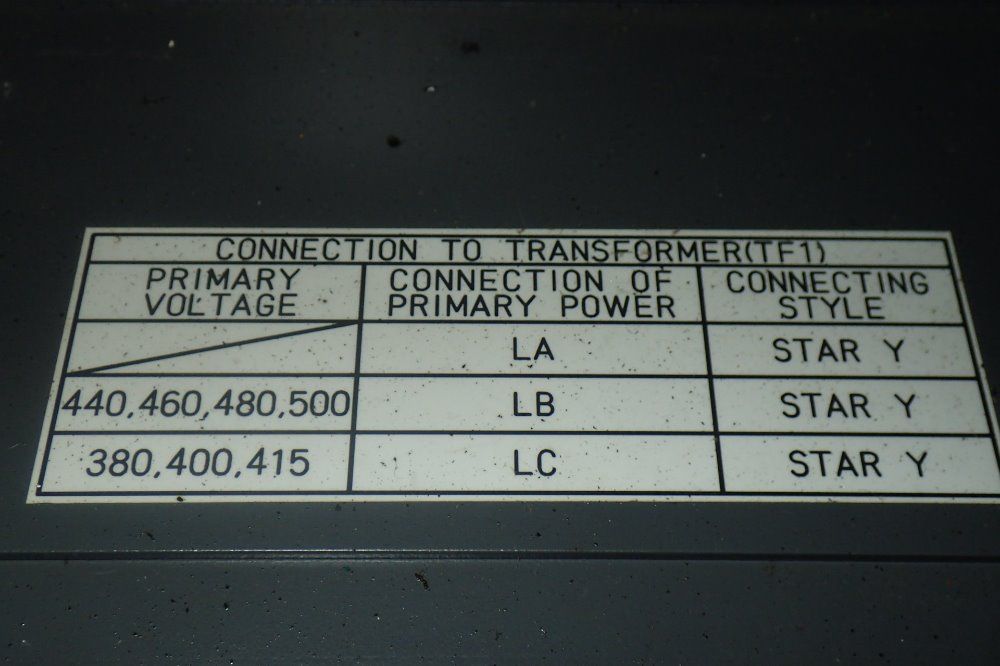 CONNECTION TO TRANSFORMER(TF1)
PRIMARY VOLTAGE CONNECTION OF PRIMARY POWER CONNECTING STYLE
LA STAR Y
440,460,480,500 LB STAR Y
380,400,415 LC STAR Y